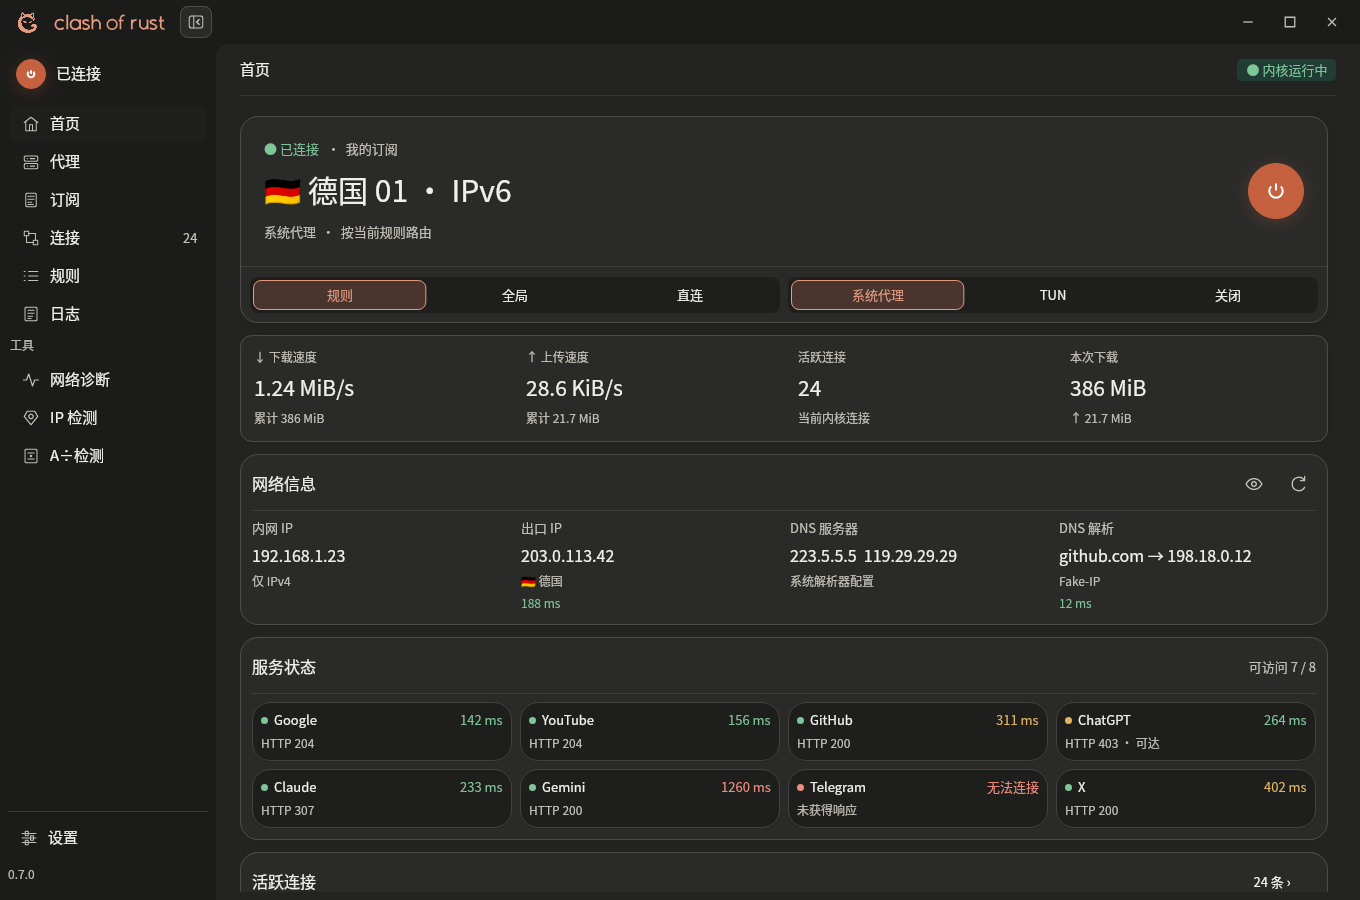 clash of rust
已连接
首页
代理
订阅
连接 24
规则
日志
工具
网络诊断
IP 检测
A÷检测
设置
0.7.0
首页
内核运行中
已连接 · 我的订阅
德国 01 · IPv6
系统代理 · 按当前规则路由
规则 全局 直连 系统代理 TUN 关闭
↓ 下载速度
1.24 MiB/s
累计 386 MiB
↑ 上传速度
28.6 KiB/s
累计 21.7 MiB
活跃连接
24
当前内核连接
本次下载
386 MiB
↑ 21.7 MiB
网络信息
内网 IP
192.168.1.23
仅 IPv4
出口 IP
203.0.113.42
德国
188 ms
DNS 服务器
223.5.5.5 119.29.29.29
系统解析器配置
DNS 解析
github.com → 198.18.0.12
Fake-IP
12 ms
服务状态
可访问 7 / 8
Google 142 ms
HTTP 204
YouTube 156 ms
HTTP 204
GitHub 311 ms
HTTP 200
ChatGPT 264 ms
HTTP 403 · 可达
Claude 233 ms
HTTP 307
Gemini 1260 ms
HTTP 200
Telegram 无法连接
未获得响应
X 402 ms
HTTP 200
活跃连接
24 条 ›